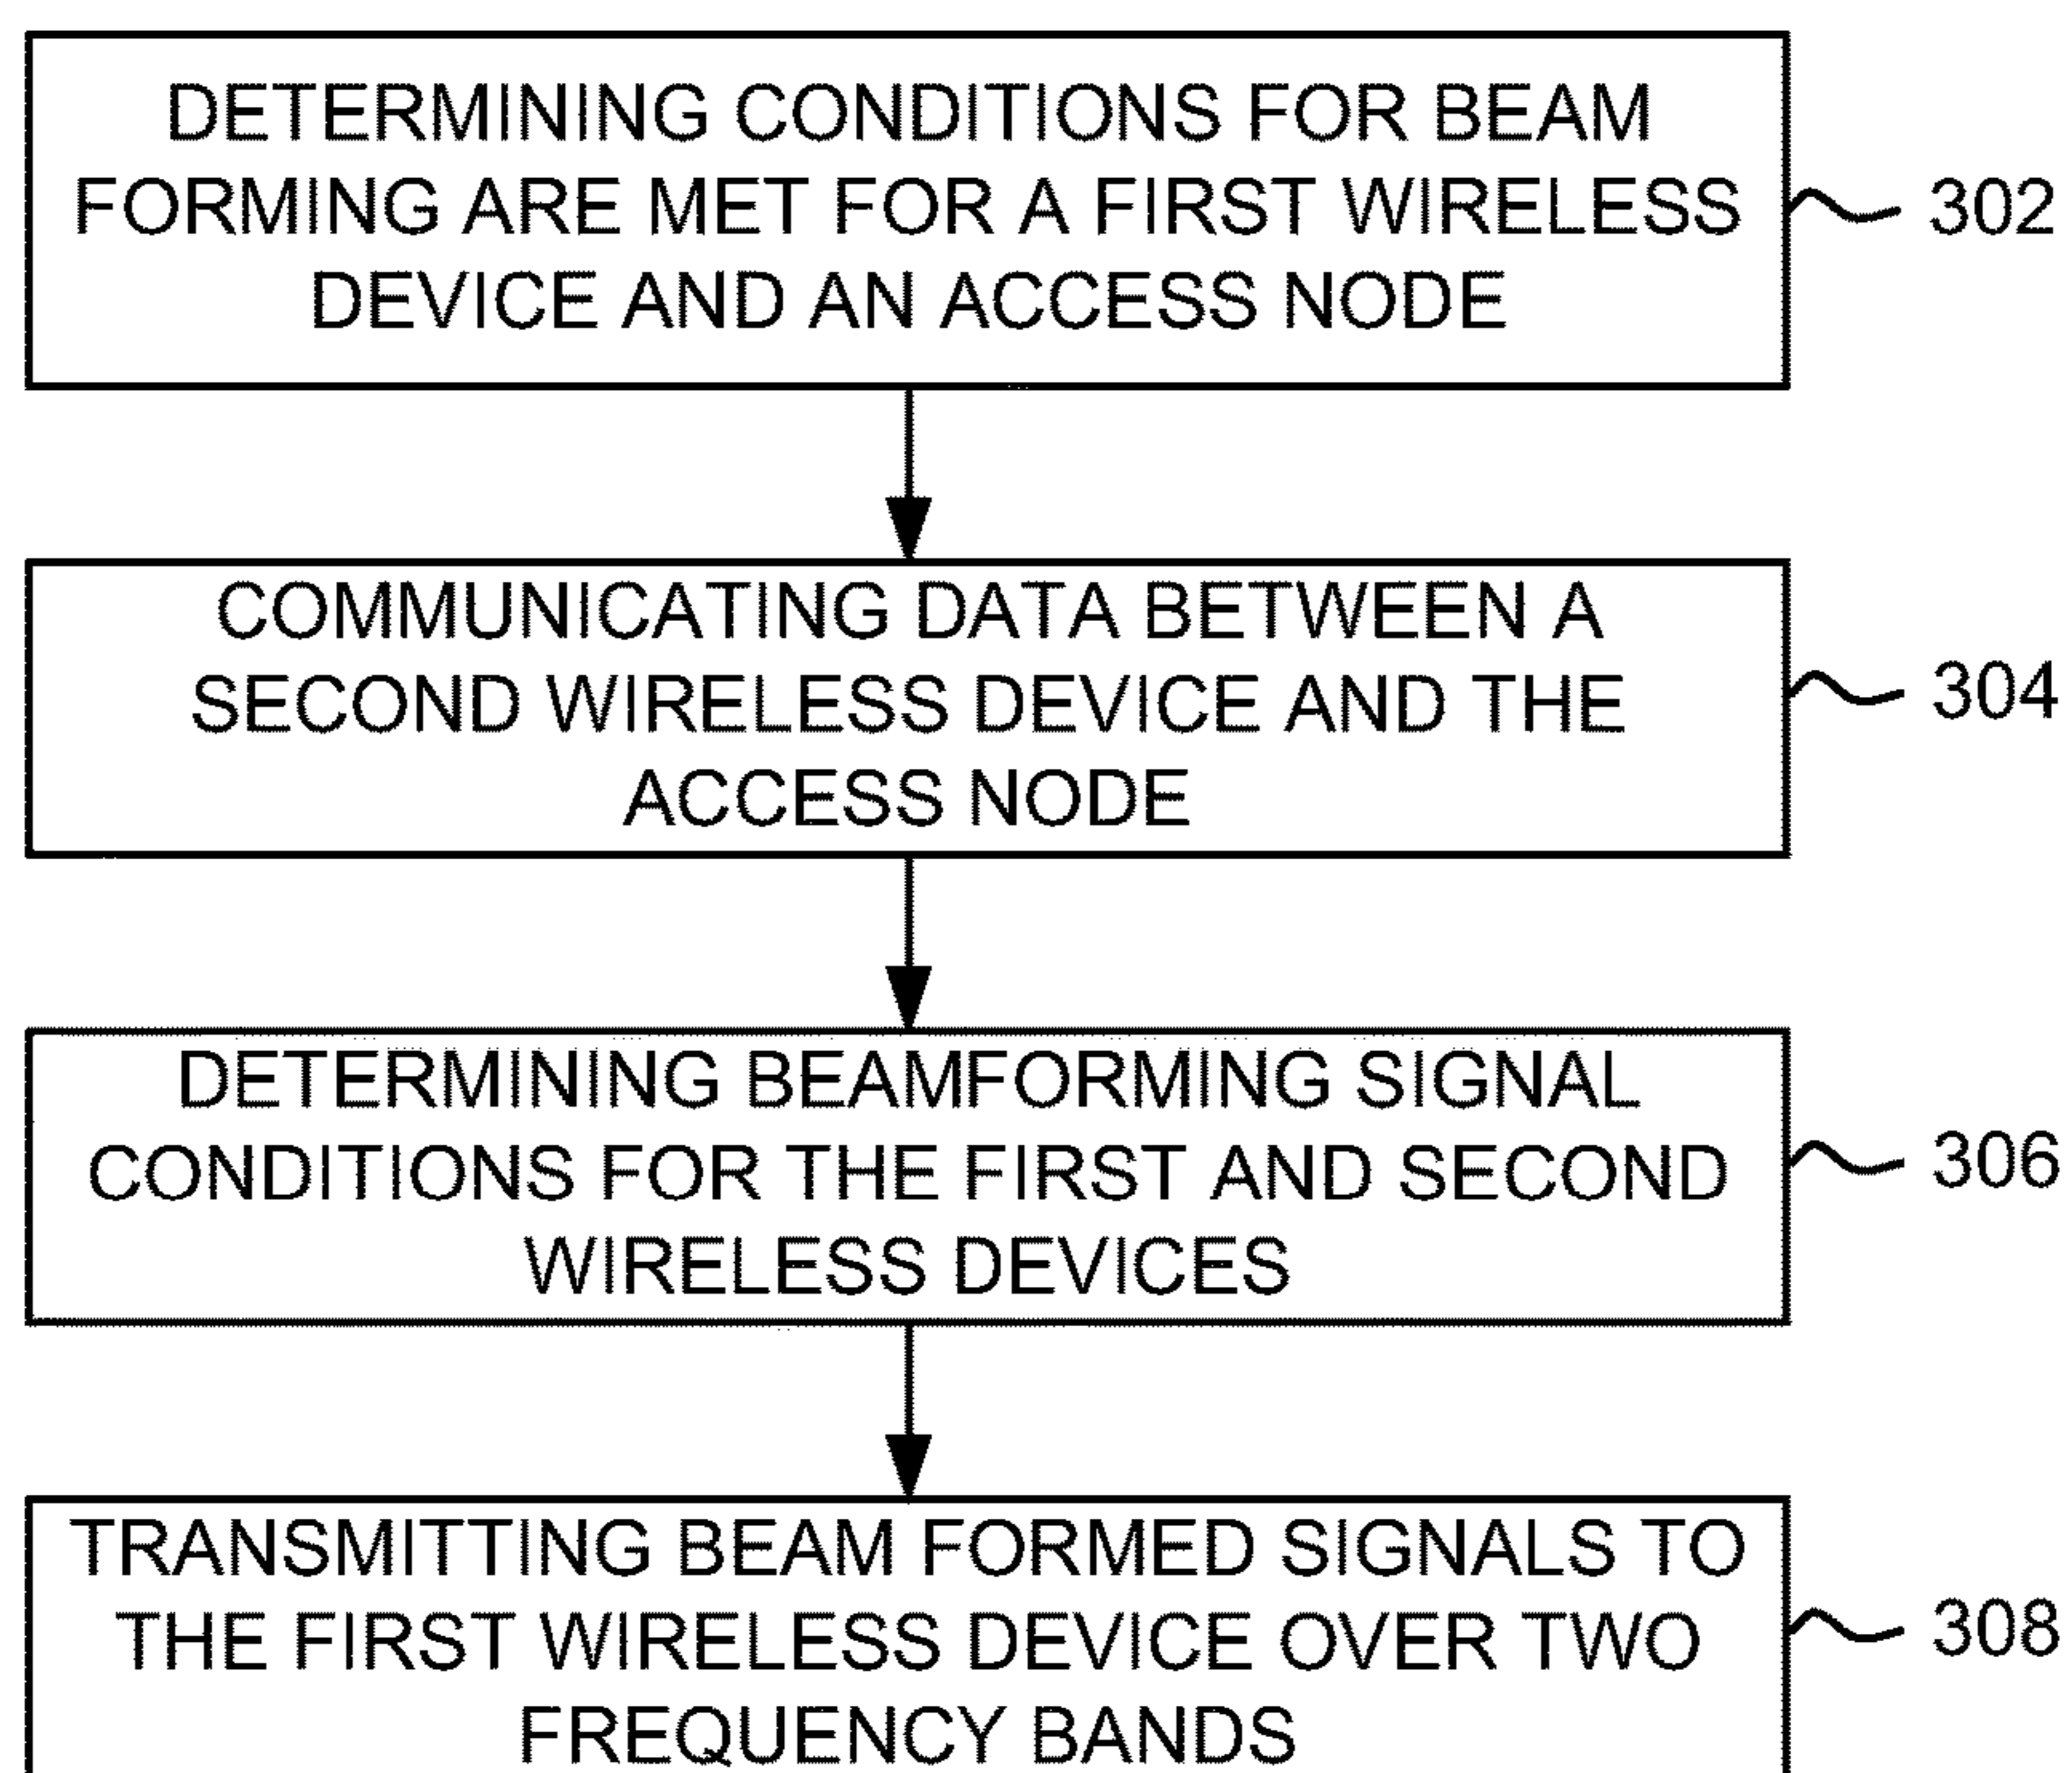 DETERMINING CONDITIONS FOR BEAM
FORMING ARE MET FOR A FIRST WIRELESS
DEVICE AND AN ACCESS NODE
302
COMMUNICATING DATA BETWEEN A
SECOND WIRELESS DEVICE AND THE
ACCESS NODE
304
DETERMINING BEAMFORMING SIGNAL
CONDITIONS FOR THE FIRST AND SECOND
WIRELESS DEVICES
306
TRANSMITTING BEAM FORMED SIGNALS TO
THE FIRST WIRELESS DEVICE OVER TWO
FREQUENCY BANDS
308